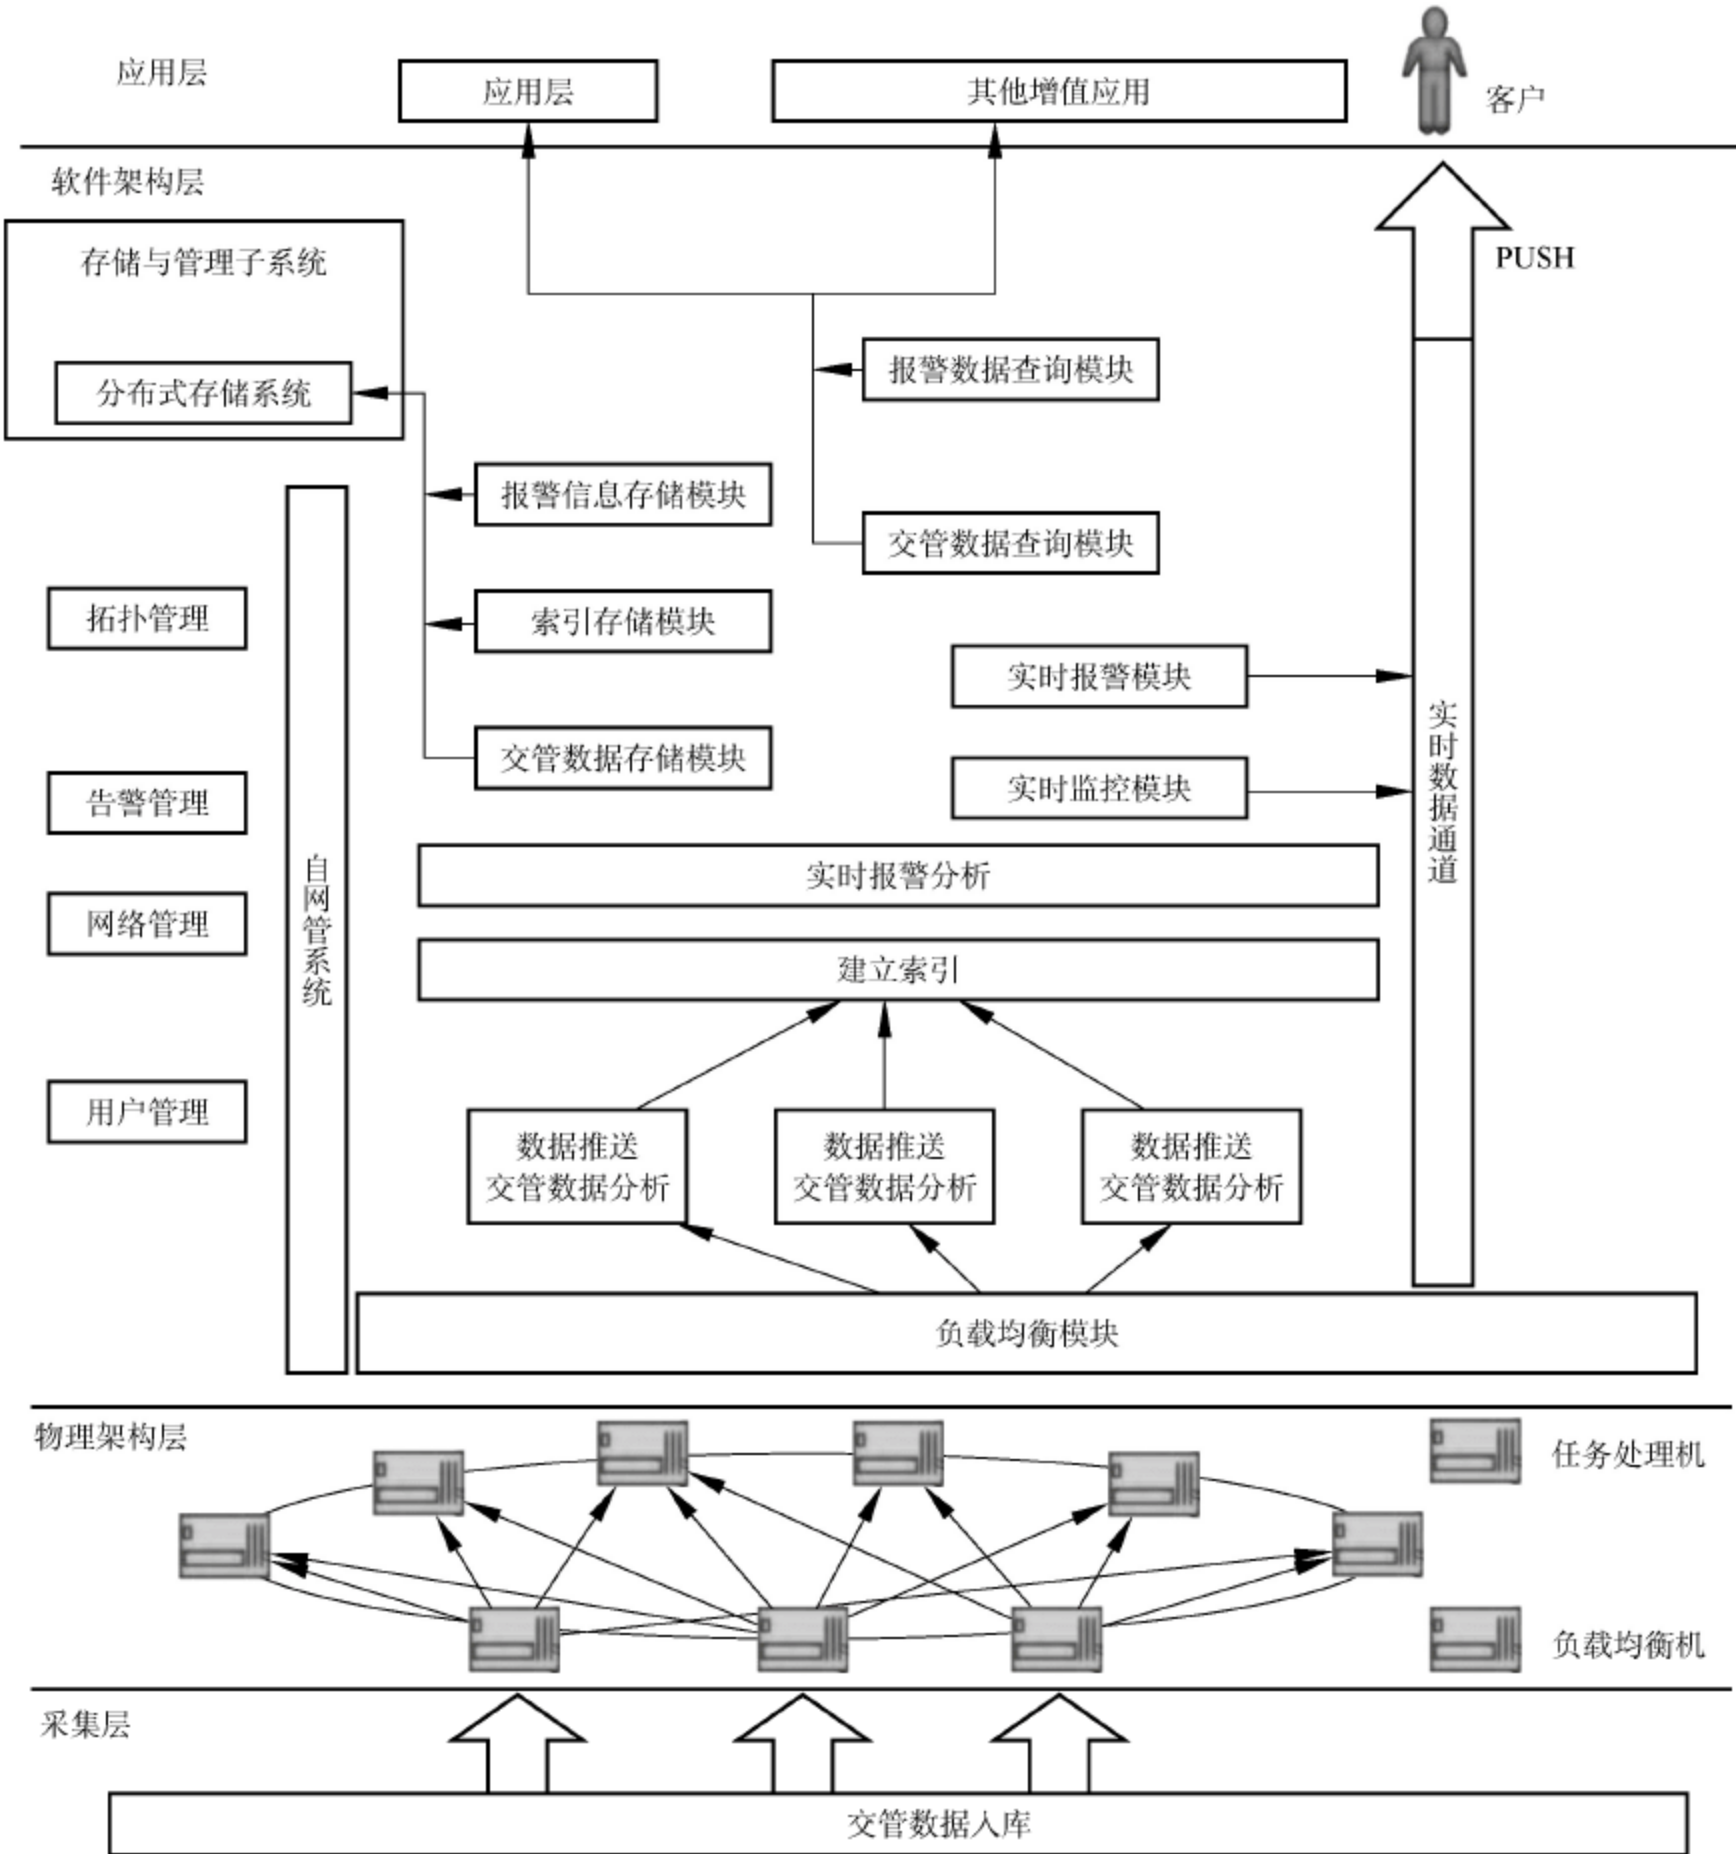 应用层
应用层
其他增值应用
客户
软件架构层
存储与管理子系统
PUSH
报警数据查询模块
分布式存储系统
报警信息存储模块
交管数据查询模块
拓扑管理
索引存储模块
实时报警模块
交管数据存储模块
实时监控模块
实时数据通道
告警管理
实时报警分析
自网管系统
网络管理
建立索引
用户管理
数据推送
交管数据分析
数据推送
交管数据分析
数据推送
交管数据分析
负载均衡模块
物理架构层
任务处理机
负载均衡机
采集层
交管数据入库